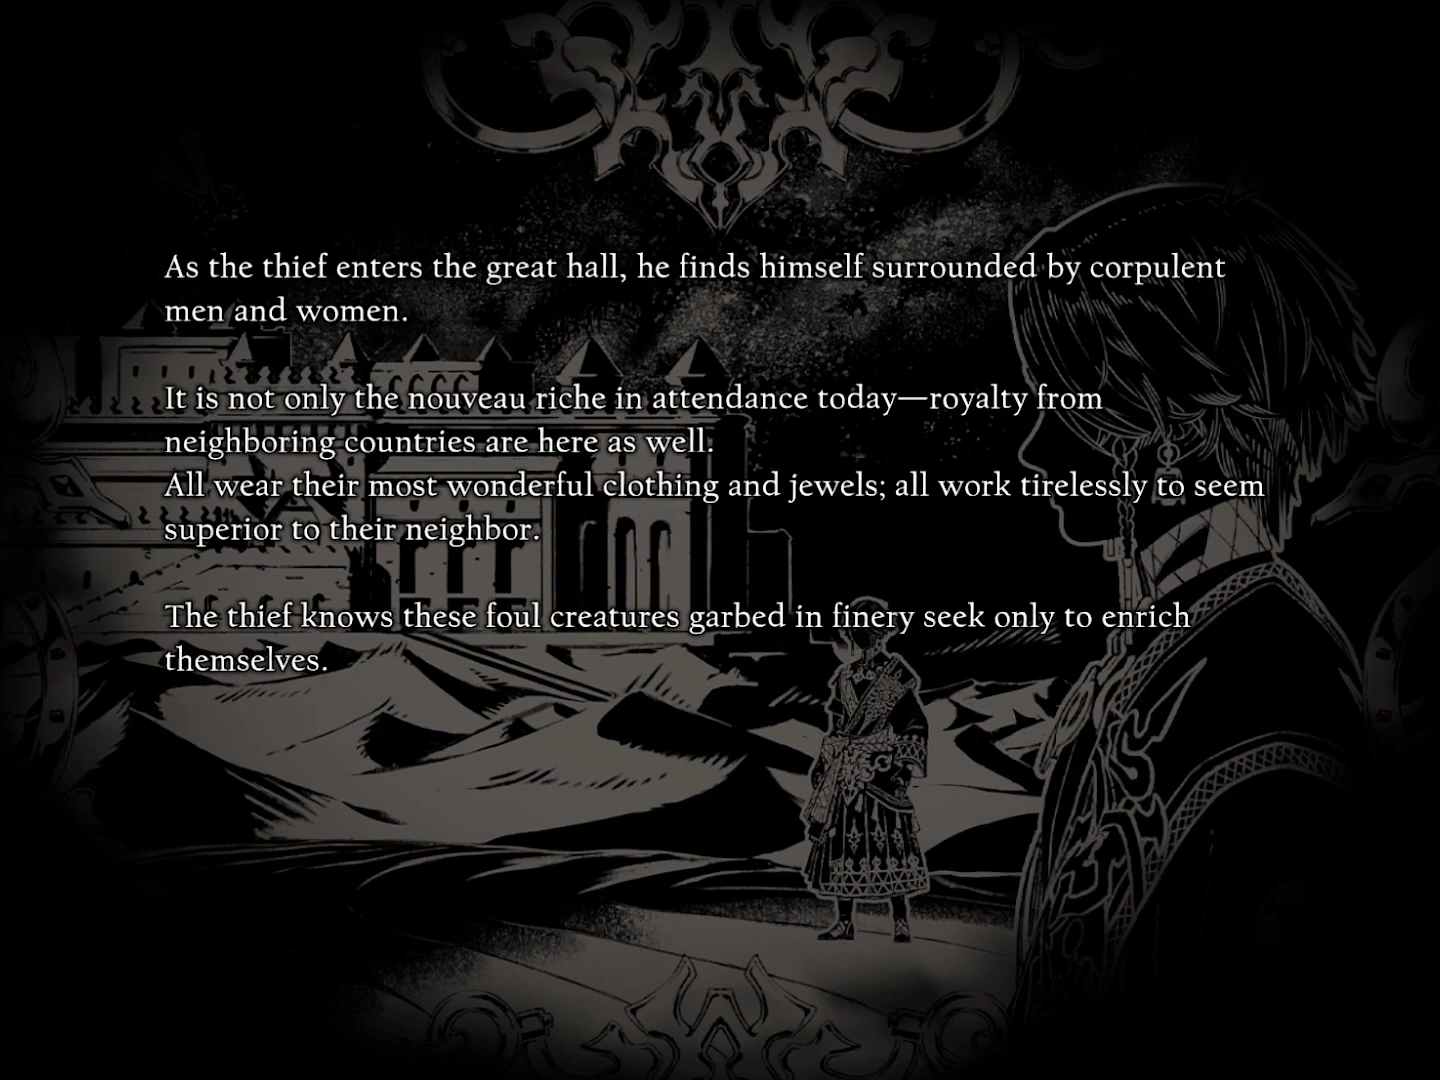 As the thief enters the great hall, he finds himself surrounded by corpulent
men and women.
It is not only the nouveau riche in attendance today—royalty from
neighboring countries are here as well.
All wear their most wonderful clothing and jewels; all work tirelessly to seem
superior to their neighbor.
The thief knows these foul creatures garbed in finery seek only to enrich
themselves.